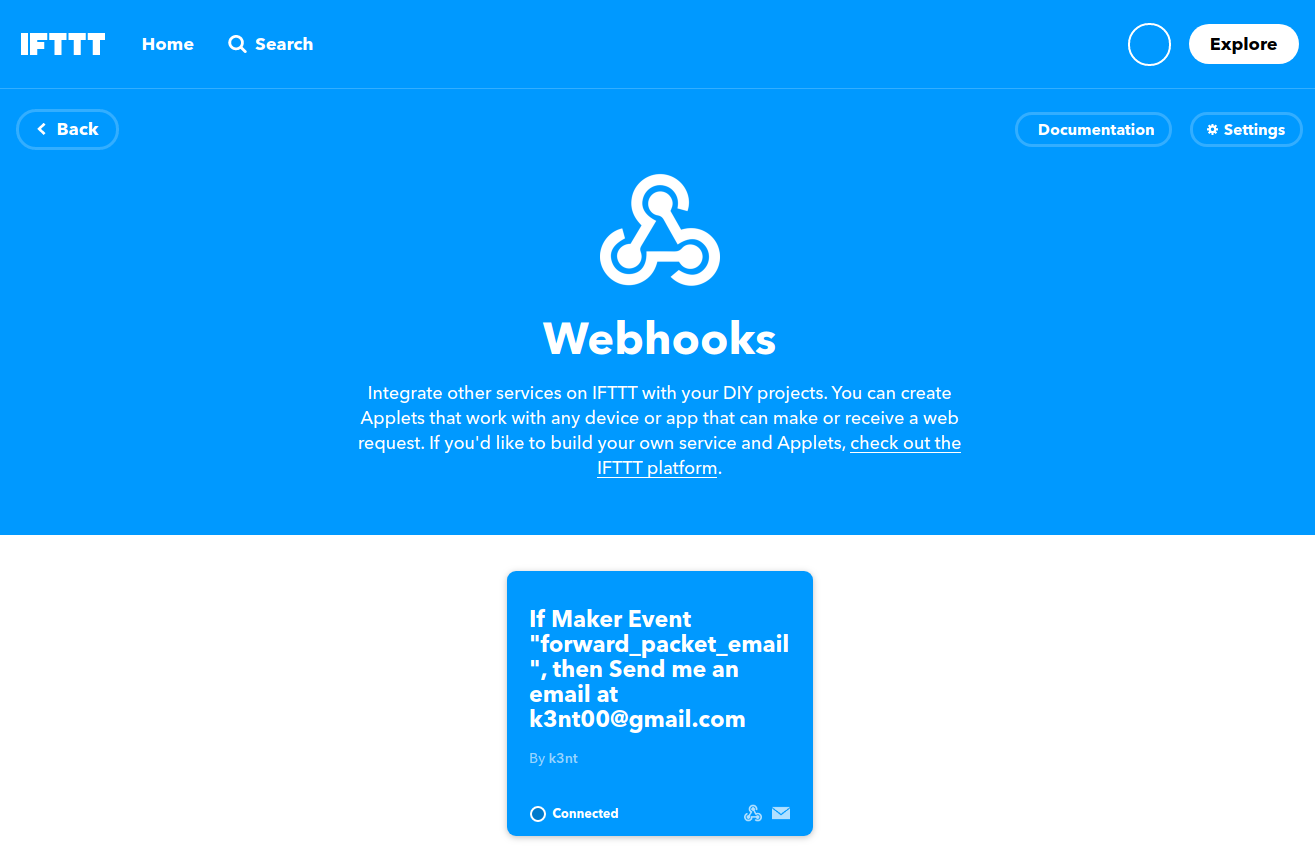 IFTTT Home Search Explore
Back Documentation Settings
Webhooks
Integrate other services on IFTTT with your DIY projects. You can create
Applets that work with any device or app that can make or receive a web
request. If you'd like to build your own service and Applets, check out the
IFTTT platform.
If Maker Event
"forward_packet_email
", then Send me an
email at
k3nt00@gmail.com
By k3nt
Connected